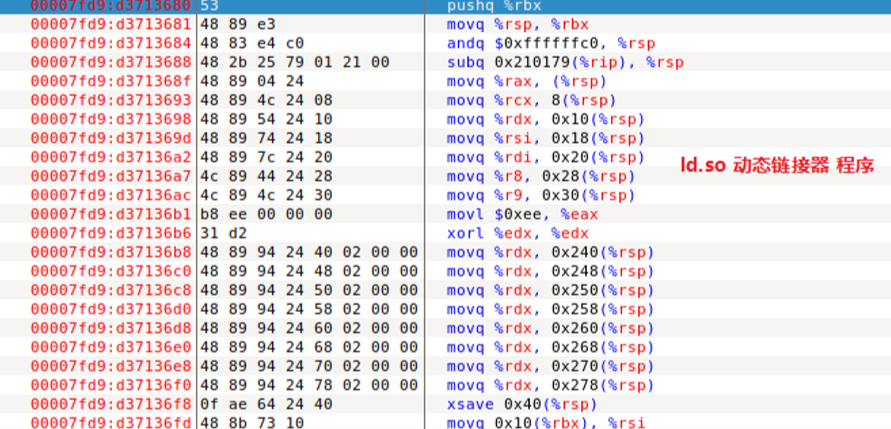 00007fd9:d3713680 53 pushq %rbx
00007fd9:d3713681 48 89 e3 movq %rsp, %rbx
00007fd9:d3713684 48 83 e4 c0 andq $0xffffffc0, %rsp
00007fd9:d3713688 48 2b 25 79 01 21 00 subq 0x210179(%rip), %rsp
00007fd9:d371368f 48 89 04 24 movq %rax, (%rsp)
00007fd9:d3713693 48 89 4c 24 08 movq %rcx, 8(%rsp)
00007fd9:d3713698 48 89 54 24 10 movq %rdx, 0x10(%rsp)
00007fd9:d371369d 48 89 74 24 18 movq %rsi, 0x18(%rsp)
00007fd9:d37136a2 48 89 7c 24 20 movq %rdi, 0x20(%rsp) ld.so 动态链接器 程序
00007fd9:d37136a7 4c 89 44 24 28 movq %r8, 0x28(%rsp)
00007fd9:d37136ac 4c 89 4c 24 30 movq %r9, 0x30(%rsp)
00007fd9:d37136b1 b8 ee 00 00 00 movl $0xee, %eax
00007fd9:d37136b6 31 d2 xorl %edx, %edx
00007fd9:d37136b8 48 89 94 24 40 02 00 00 movq %rdx, 0x240(%rsp)
00007fd9:d37136c0 48 89 94 24 48 02 00 00 movq %rdx, 0x248(%rsp)
00007fd9:d37136c8 48 89 94 24 50 02 00 00 movq %rdx, 0x250(%rsp)
00007fd9:d37136d0 48 89 94 24 58 02 00 00 movq %rdx, 0x258(%rsp)
00007fd9:d37136d8 48 89 94 24 60 02 00 00 movq %rdx, 0x260(%rsp)
00007fd9:d37136e0 48 89 94 24 68 02 00 00 movq %rdx, 0x268(%rsp)
00007fd9:d37136e8 48 89 94 24 70 02 00 00 movq %rdx, 0x270(%rsp)
00007fd9:d37136f0 48 89 94 24 78 02 00 00 movq %rdx, 0x278(%rsp)
00007fd9:d37136f8 0f ae 64 24 40 xsave 0x40(%rsp)
00007fd9:d37136fd 48 8b 73 10 movq 0x10(%rbx), %rsi